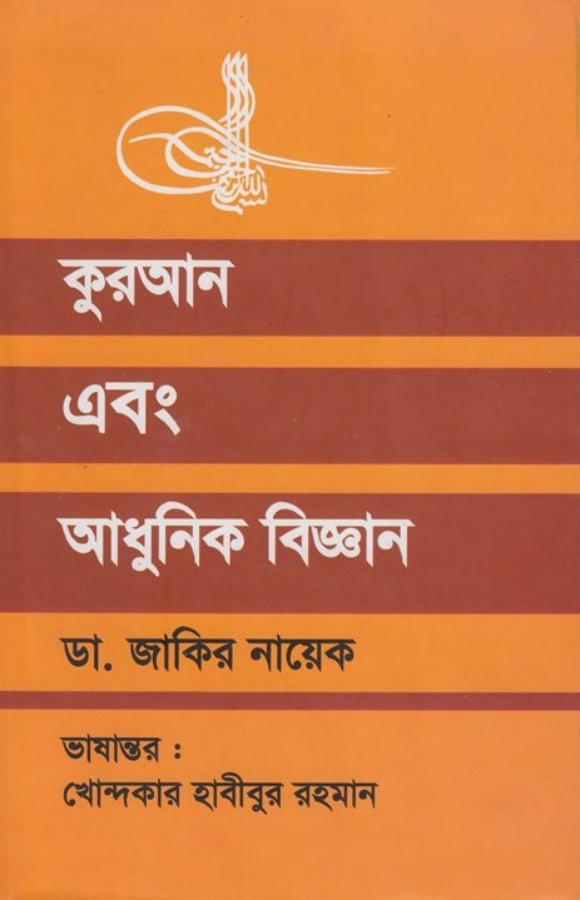 কুরআন
এবং
আধুনিক বিজ্ঞান
ডা. জাকির নায়েক
ভাষান্তর :
খোন্দকার হাবীবুর রহমান